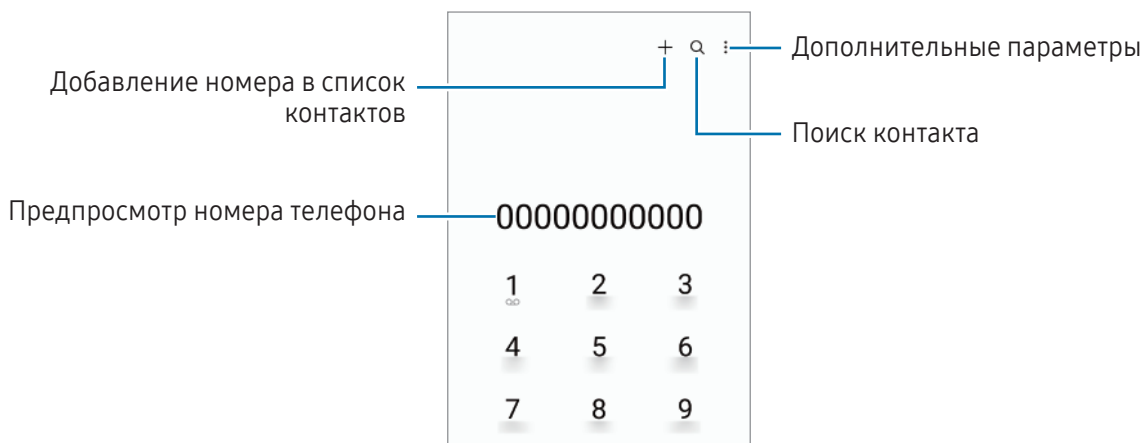 Дополнительные параметры
Добавление номера в список
контактов
Поиск контакта
Предпросмотр номера телефона
00000000000
1 2 3
4 5 6
7 8 9